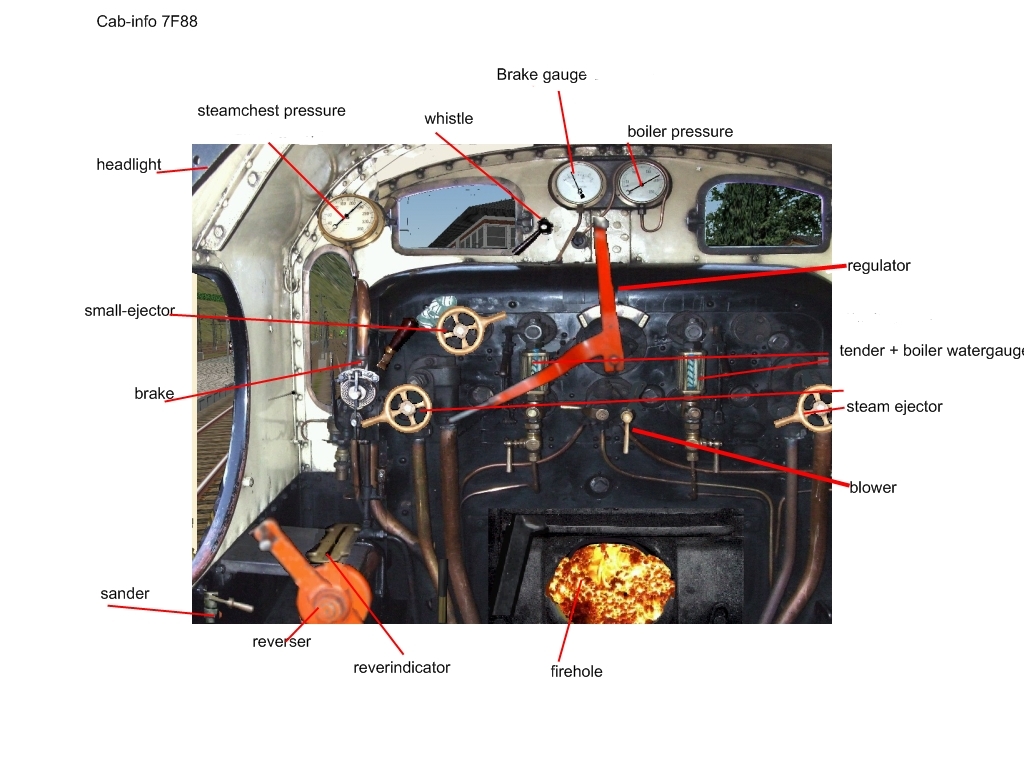 Cab-info 7F88
Brake gauge
steamchest pressure
whistle
boiler pressure
headlight
regulator
small-ejector
tender + boiler watergauge
brake
steam ejector
blower
sander
reverser
reverindicator
firehole